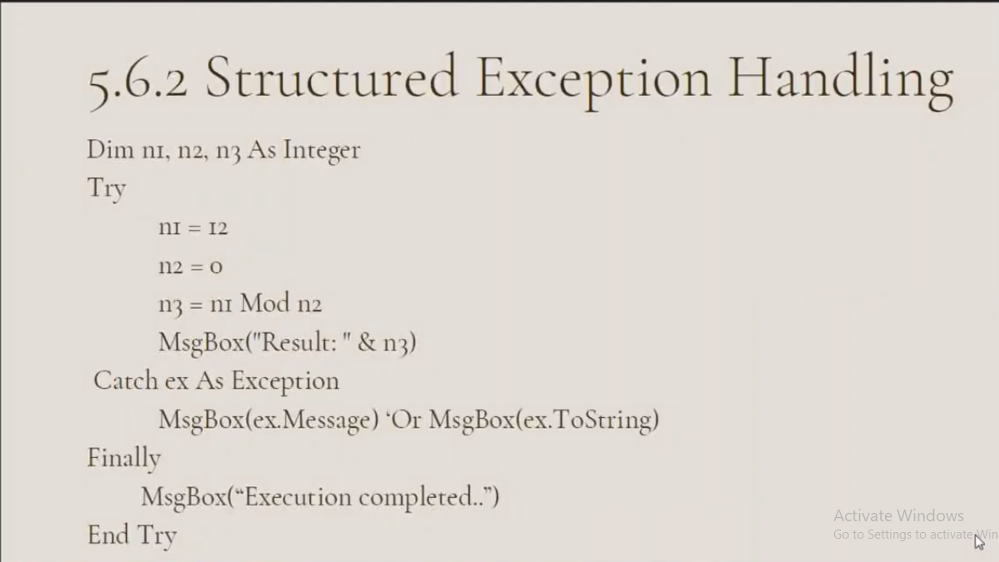 5.6.2 Structured Exception Handling
Dim n1, n2, n3 As Integer
Try
n1 = 12
n2 = 0
n3 = n1 Mod n2
MsgBox("Result: " & n3)
Catch ex As Exception
MsgBox(ex.Message) ‘Or MsgBox(ex.ToString)
Finally
MsgBox(“Execution completed..”)
End Try
Activate Windows
Go to Settings to activate Win